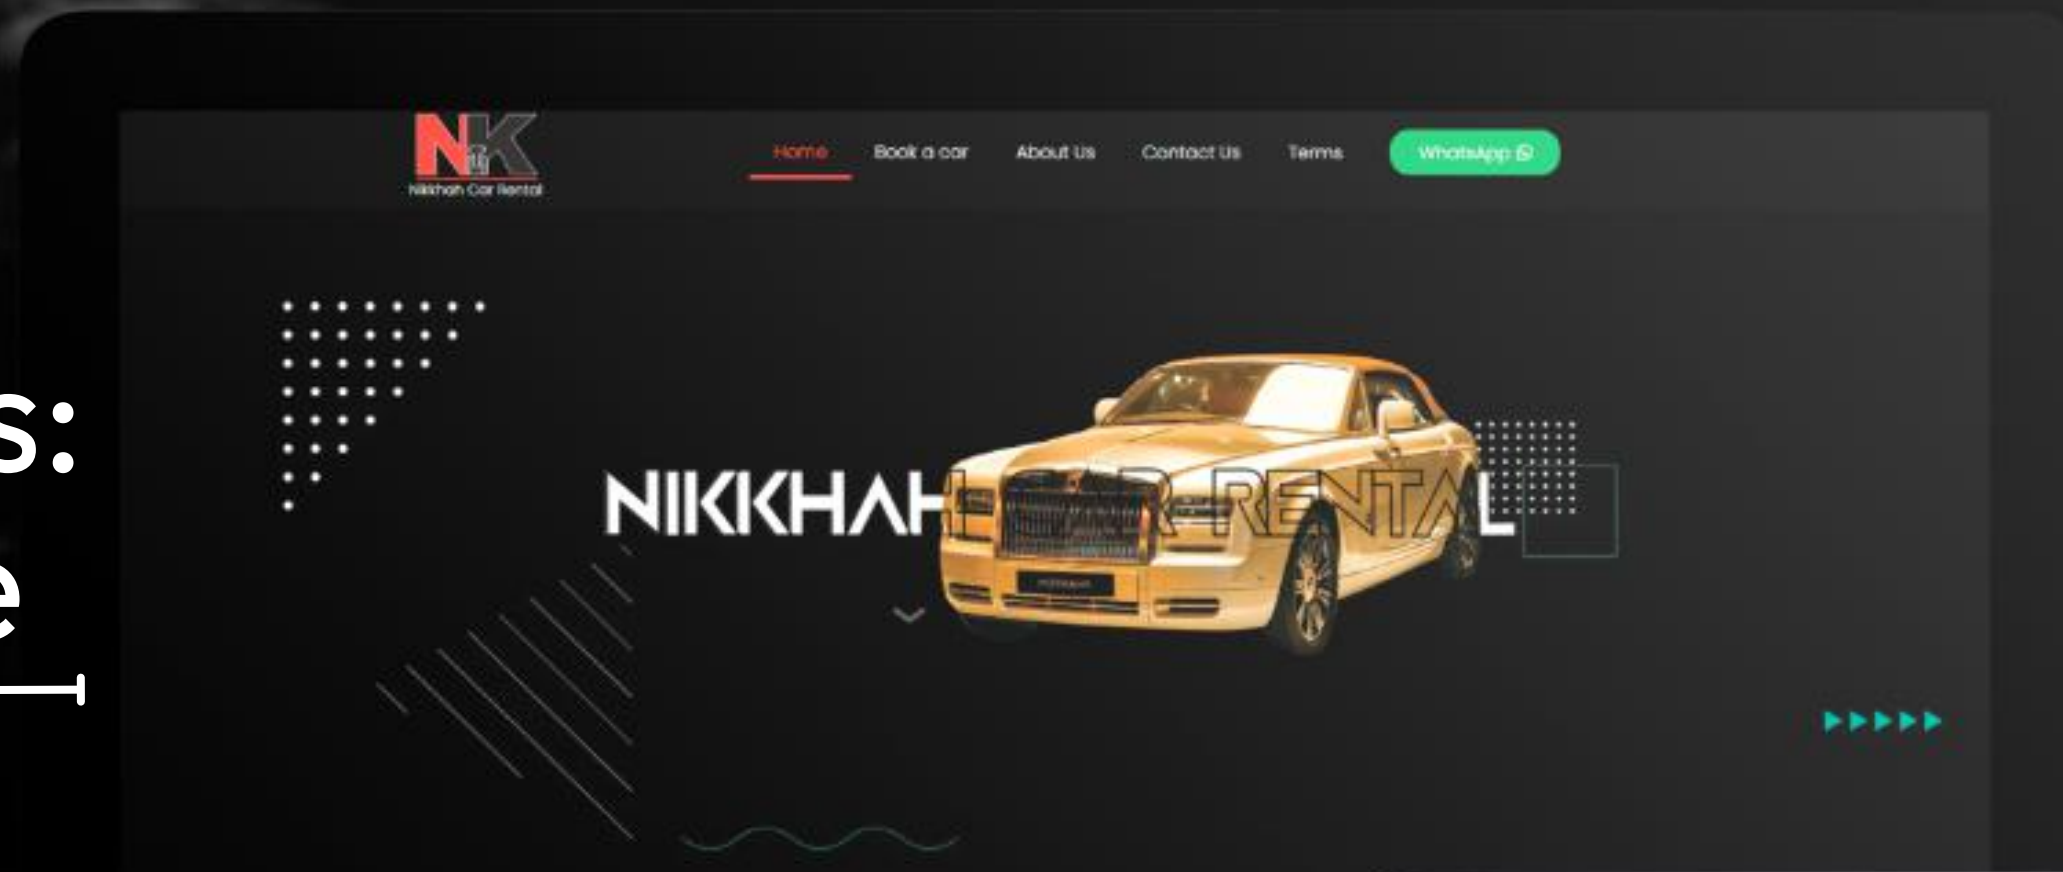 NK
Nikkhah Car Rental
Home Book a car About Us Contact Us Terms WhatsApp
s:
NIKKHAH CAR RENTAL
e